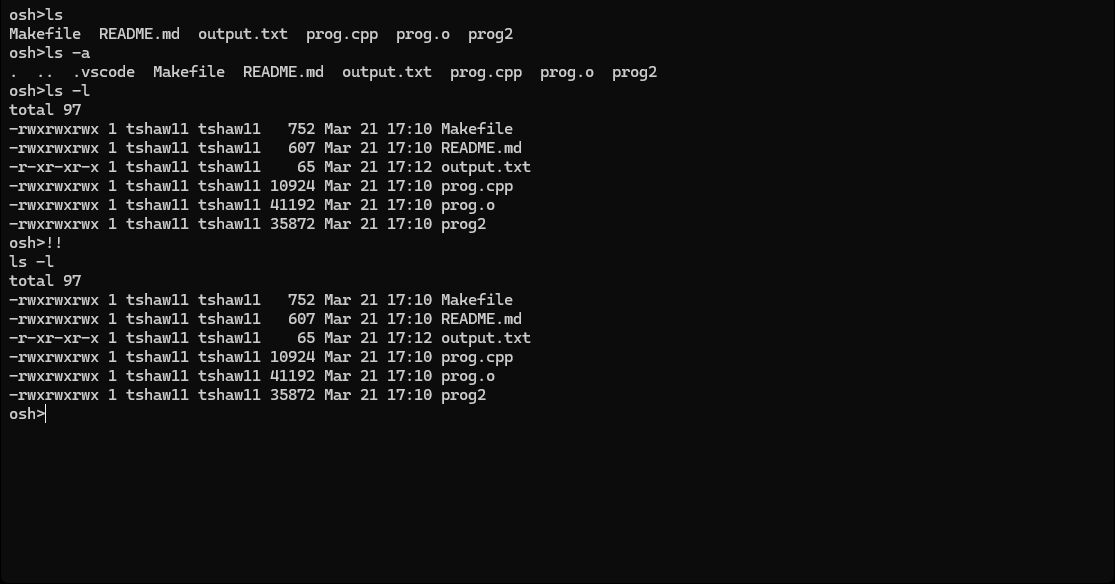 osh>ls
Makefile  README.md  output.txt  prog.cpp  prog.o  prog2
osh>ls -a
.  ..  .vscode  Makefile  README.md  output.txt  prog.cpp  prog.o  prog2
osh>ls -l
total 97
-rwxrwxrwx 1 tshaw11 tshaw11   752 Mar 21 17:10 Makefile
-rwxrwxrwx 1 tshaw11 tshaw11   607 Mar 21 17:10 README.md
-r-xr-xr-x 1 tshaw11 tshaw11    65 Mar 21 17:12 output.txt
-rwxrwxrwx 1 tshaw11 tshaw11 10924 Mar 21 17:10 prog.cpp
-rwxrwxrwx 1 tshaw11 tshaw11 41192 Mar 21 17:10 prog.o
-rwxrwxrwx 1 tshaw11 tshaw11 35872 Mar 21 17:10 prog2
osh>!!
ls -l
total 97
-rwxrwxrwx 1 tshaw11 tshaw11   752 Mar 21 17:10 Makefile
-rwxrwxrwx 1 tshaw11 tshaw11   607 Mar 21 17:10 README.md
-r-xr-xr-x 1 tshaw11 tshaw11    65 Mar 21 17:12 output.txt
-rwxrwxrwx 1 tshaw11 tshaw11 10924 Mar 21 17:10 prog.cpp
-rwxrwxrwx 1 tshaw11 tshaw11 41192 Mar 21 17:10 prog.o
-rwxrwxrwx 1 tshaw11 tshaw11 35872 Mar 21 17:10 prog2
osh>